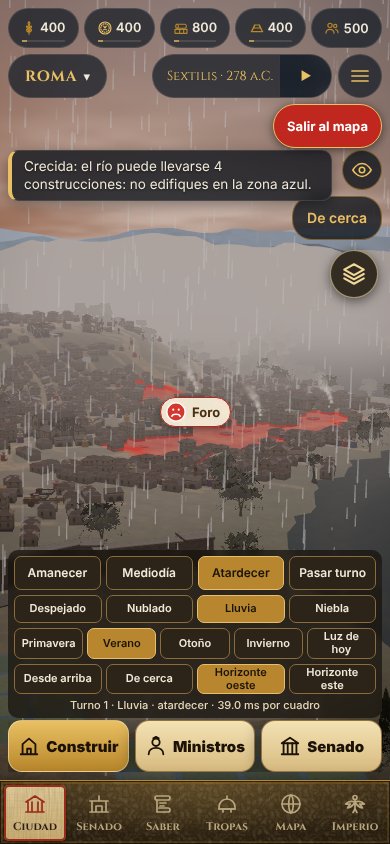 400
400
800
400
500
ROMA ▾
Sextilis · 278 a.C.
Salir al mapa
Crecida: el río puede llevarse 4
construcciones: no edifiques en la zona azul.
De cerca
Foro
Amanecer
Mediodía
Atardecer
Pasar turno
Despejado
Nublado
Lluvia
Niebla
Primavera
Verano
Otoño
Invierno
Luz de
hoy
Desde arriba
De cerca
Horizonte
oeste
Horizonte
este
Turno 1 · Lluvia · atardecer · 39.0 ms por cuadro
Construir
Ministros
Senado
Ciudad
Senado
Saber
Tropas
Mapa
Imperio